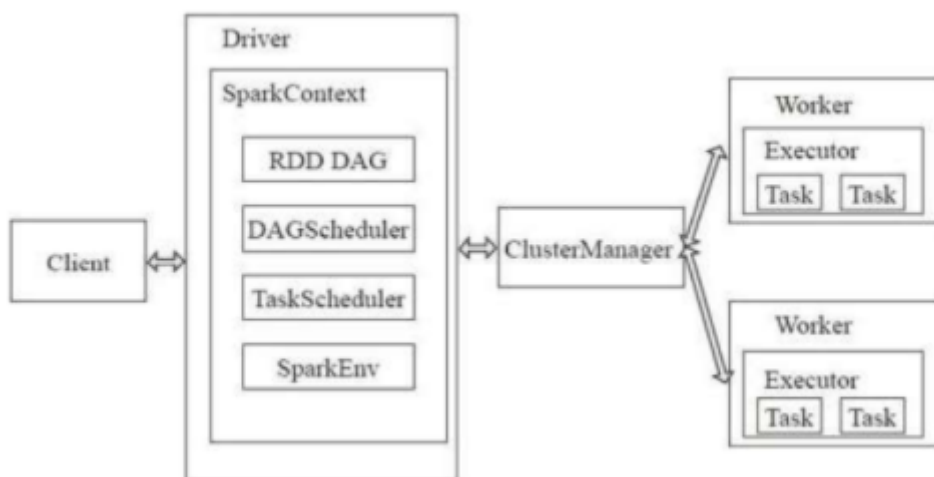 Driver
SparkContext
RDD DAG
DAGScheduler
TaskScheduler
SparkEnv
Client
ClusterManager
Worker
Executor
Task Task
Worker
Executor
Task Task